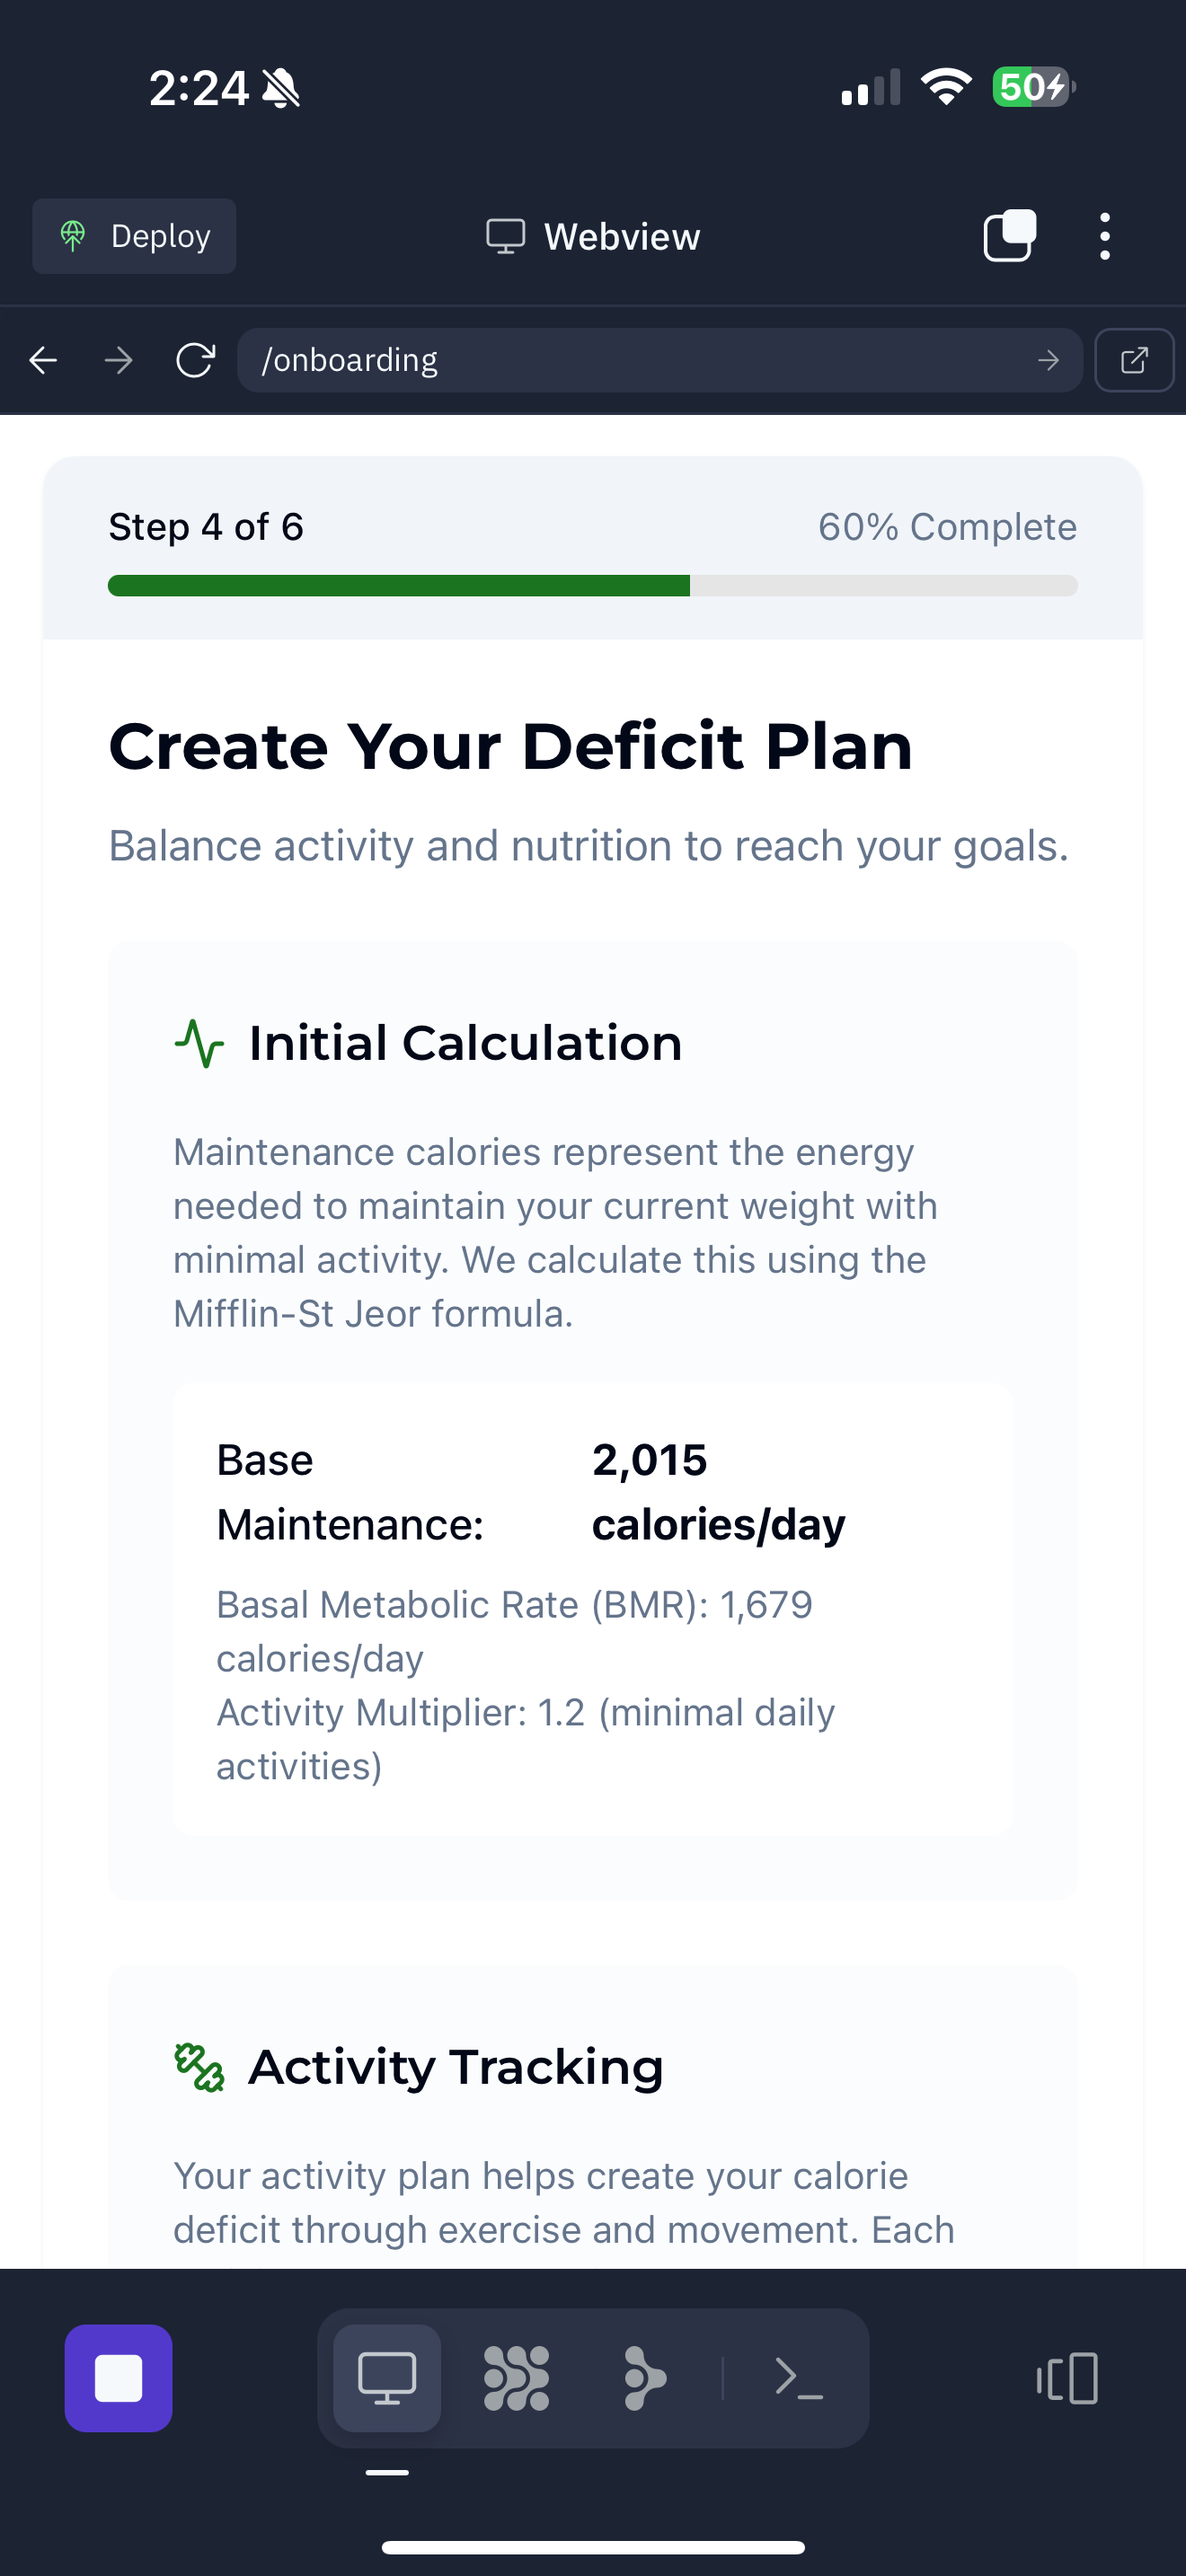 2:24
50
Deploy
Webview
/onboarding
Step 4 of 6
60% Complete
Create Your Deficit Plan
Balance activity and nutrition to reach your goals.
Initial Calculation
Maintenance calories represent the energy
needed to maintain your current weight with
minimal activity. We calculate this using the
Mifflin-St Jeor formula.
Base
Maintenance:
2,015
calories/day
Basal Metabolic Rate (BMR): 1,679
calories/day
Activity Multiplier: 1.2 (minimal daily
activities)
Activity Tracking
Your activity plan helps create your calorie
deficit through exercise and movement. Each